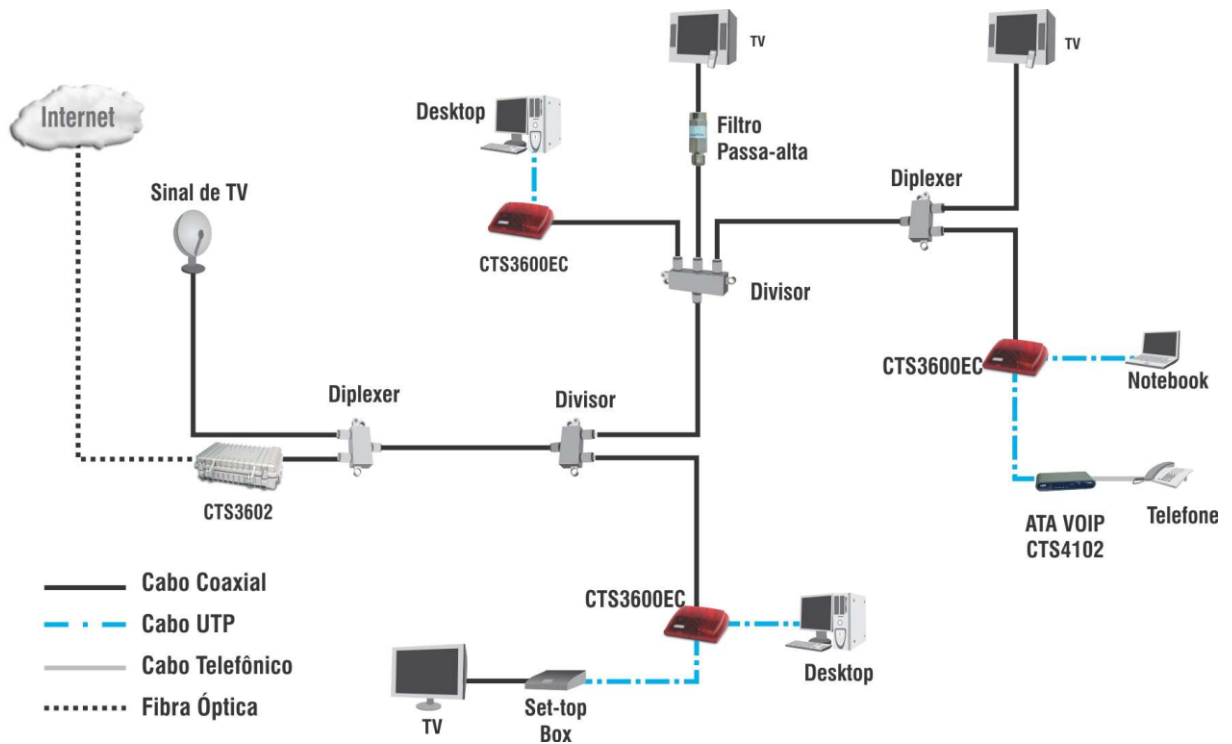 TV
TV
Internet
Desktop
Filtro
Passa-alta
Sinal de TV
Diplexer
CTS3600EC
Divisor
CTS3600EC
Notebook
Diplexer
Divisor
CTS3602
ATA VOIP
CTS4102
Telefone
Cabo Coaxial
CTS3600EC
Cabo UTP
Cabo Telefônico
Desktop
Fibra Óptica
TV
Set-top
Box